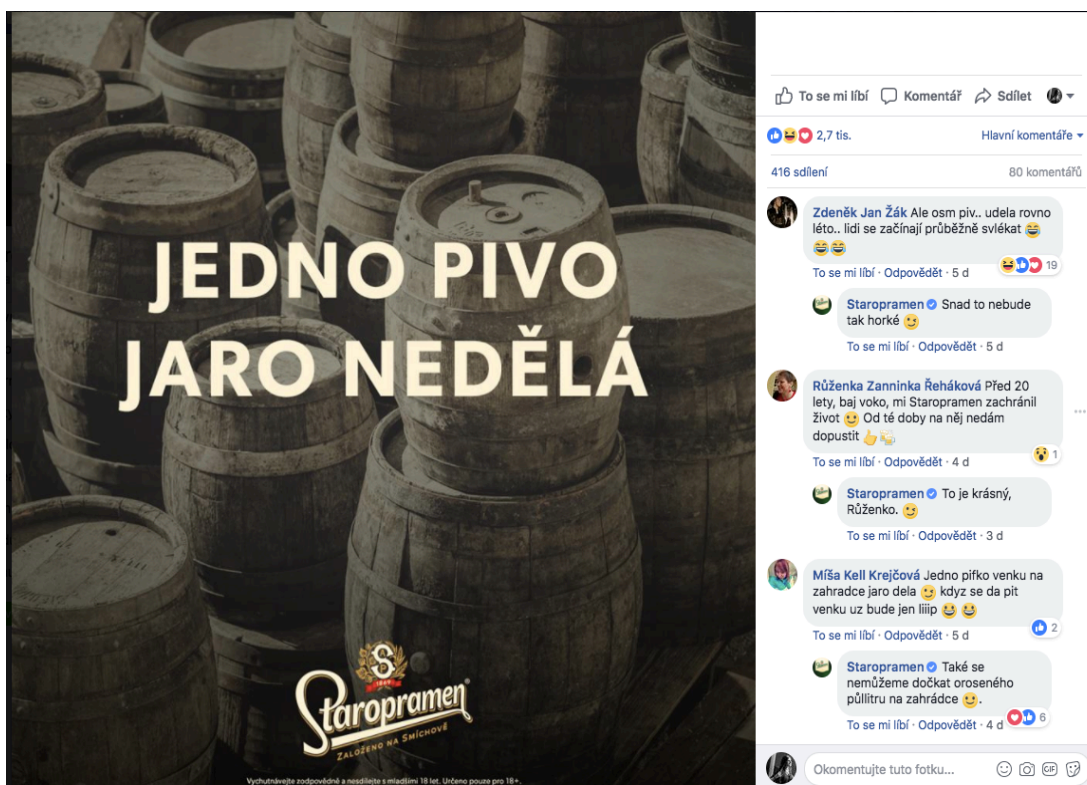 JEDNO PIVO
JARO NEDĚLÁ
S
1869
Staropramen
ZALOŽENO NA SMÍCHOVĚ
Vychutnávejte zodpovědně a nesdílejte s mladšími 18 let. Určeno pouze pro 18+.
To se mi líbí Komentář Sdílet
2,7 tis. Hlavní komentáře
416 sdílení 80 komentářů
Zdeněk Jan Žák Ale osm piv.. udela rovno
léto.. lidi se začínají průběžně svlékat 😂
😂😂
19
To se mi líbí · Odpovědět · 5 d
Staropramen Snad to nebude
tak horké 😉
To se mi líbí · Odpovědět · 5 d
Růženka Zanninka Řeháková Před 20
lety, baj voko, mi Staropramen zachránil
život 😉 Od té doby na něj nedám
dopustit 👍🍻
1
To se mi líbí · Odpovědět · 4 d
Staropramen To je krásný,
Růženko. 😉
To se mi líbí · Odpovědět · 3 d
Míša Kell Krejčová Jedno pifko venku na
zahradce jaro dela 😉 kdyz se da pit
venku uz bude jen liiip 😃 😃
2
To se mi líbí · Odpovědět · 5 d
Staropramen Také se
nemůžeme dočkat oroseného
půllitru na zahrádce 🙂.
6
To se mi líbí · Odpovědět · 4 d
Okomentujte tuto fotku...
GIF